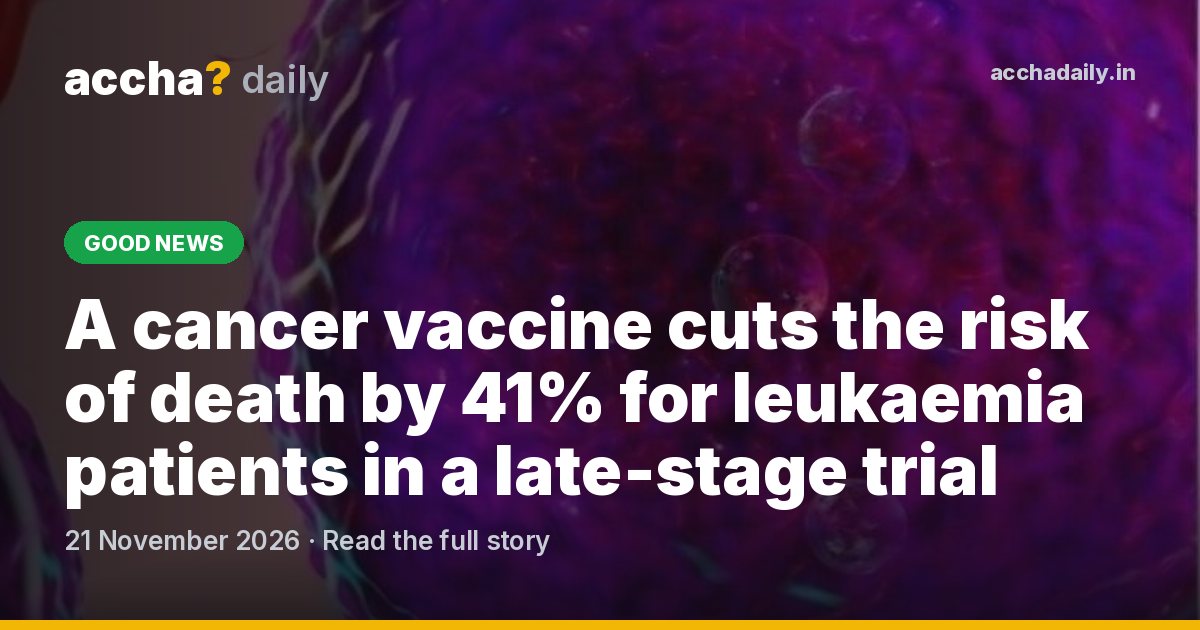 accha? daily
acchadaily.in
GOOD NEWS
A cancer vaccine cuts the risk
of death by 41% for leukaemia
patients in a late-stage trial
21 November 2026 · Read the full story